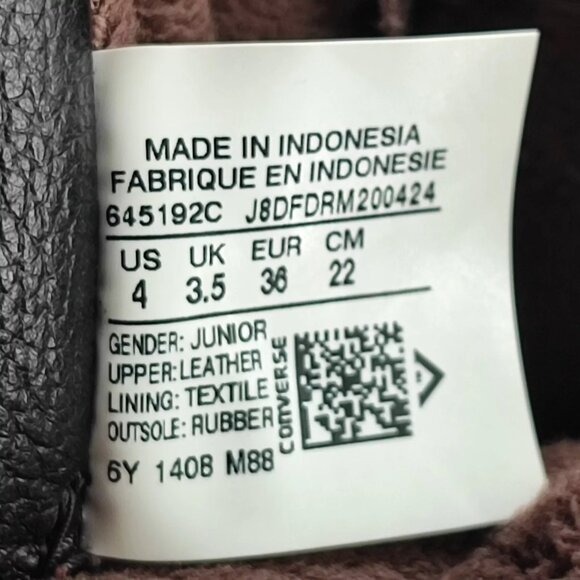 MADE IN INDONESIA
FABRIQUE EN INDONESIE
645192C J8DFDRM200424
US UK EUR CM
4 3.5 36 22
GENDER: JUNIOR
UPPER: LEATHER
LINING: TEXTILE
OUTSOLE: RUBBER
CONVERSE
6Y 1408 M88